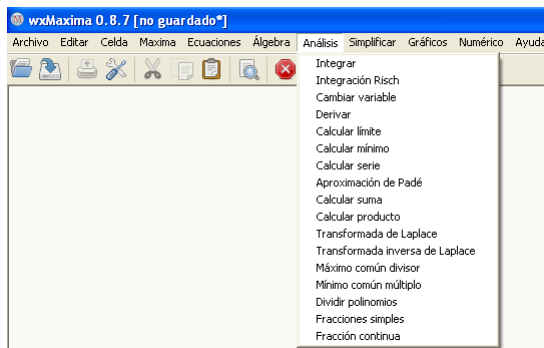 wxMaxima 0.8.7 [no guardado*]
Archivo Editar Celda Maxima Ecuaciones Álgebra Análisis Simplificar Gráficos Numérico Ayuda
Integrar
Integración Risch
Cambiar variable
Derivar
Calcular límite
Calcular mínimo
Calcular serie
Aproximación de Padé
Calcular suma
Calcular producto
Transformada de Laplace
Transformada inversa de Laplace
Máximo común divisor
Mínimo común múltiplo
Dividir polinomios
Fracciones simples
Fracción continua